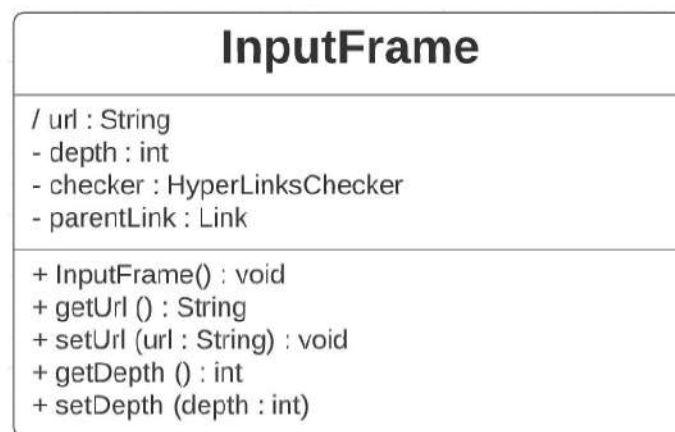 InputFrame
/ url : String
- depth : int
- checker : HyperLinksChecker
- parentLink : Link
+ InputFrame() : void
+ getUrl () : String
+ setUrl (url : String) : void
+ getDepth () : int
+ setDepth (depth : int)